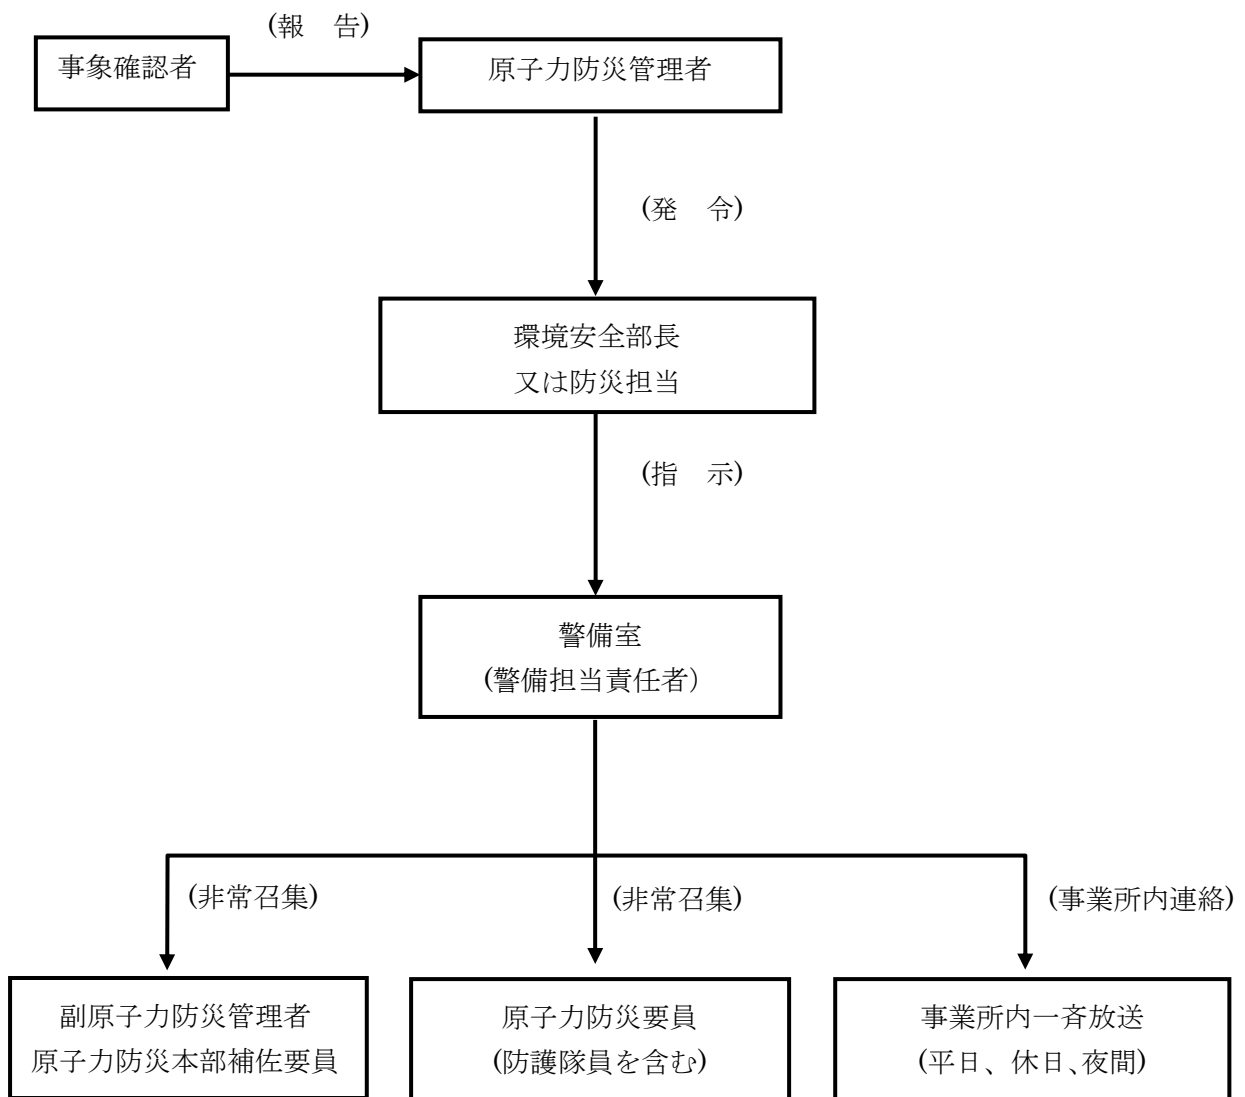 (報　告)
事象確認者
原子力防災管理者
(発　令)
環境安全部長
又は防災担当
(指　示)
警備室
(警備担当責任者）
(非常召集)
(非常召集)
(事業所内連絡)
副原子力防災管理者
原子力防災本部補佐要員
原子力防災要員
(防護隊員を含む)
事業所内一斉放送
(平日、休日、夜間)